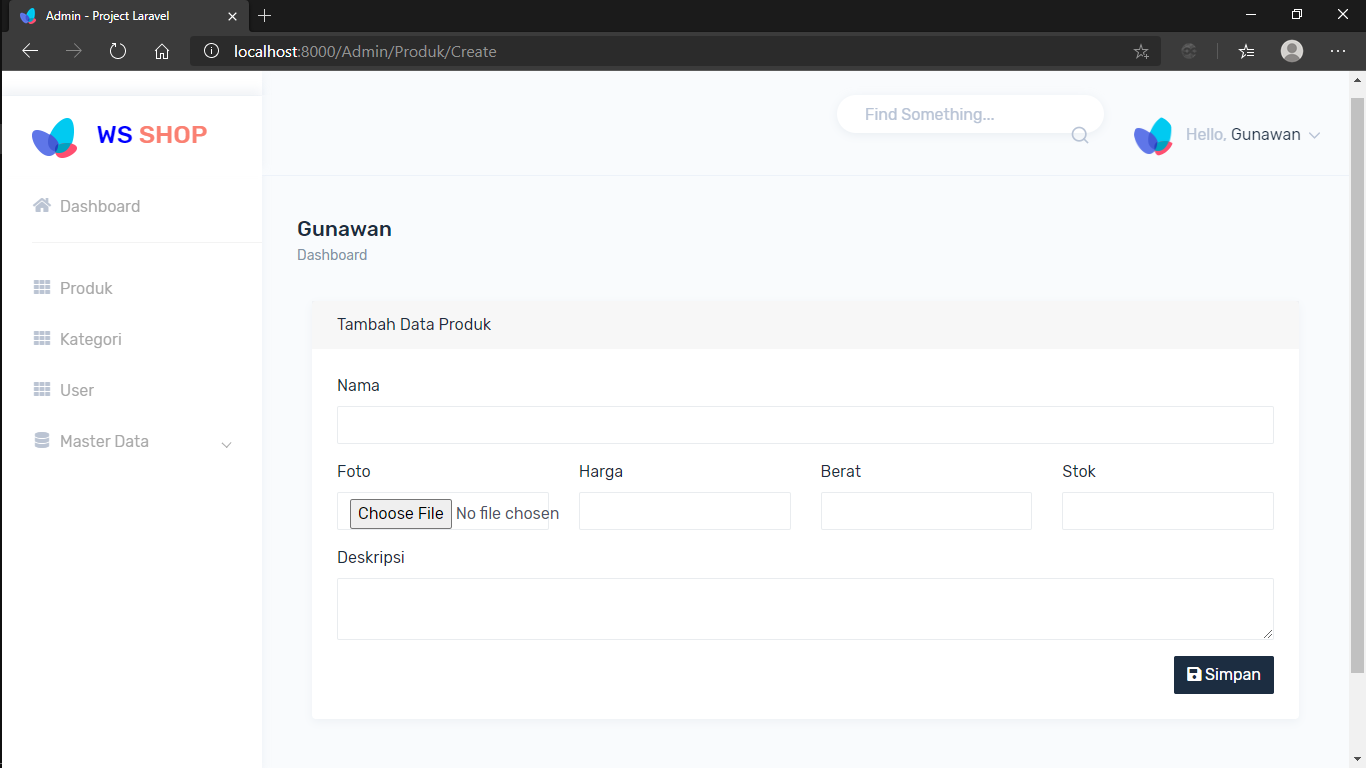 Admin - Project Laravel
localhost:8000/Admin/Produk/Create
WS SHOP
Find Something...
Hello, Gunawan
Dashboard
Produk
Kategori
User
Master Data
Gunawan
Dashboard
Tambah Data Produk
Nama
Foto Harga Berat Stok
Choose File No file chosen
Deskripsi
Simpan